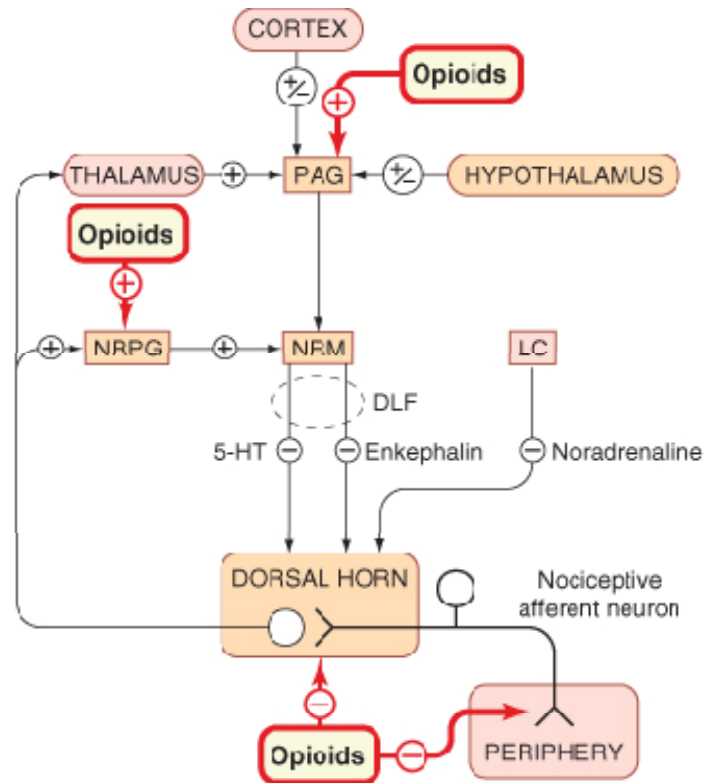 CORTEX
Opioids
+/−
+
THALAMUS
+
PAG
+/−
HYPOTHALAMUS
Opioids
+
+
NRPG
+
NRM
LC
DLF
5-HT
−
−
Enkephalin
−
Noradrenaline
DORSAL HORN
Nociceptive
afferent neuron
−
Opioids
−
PERIPHERY